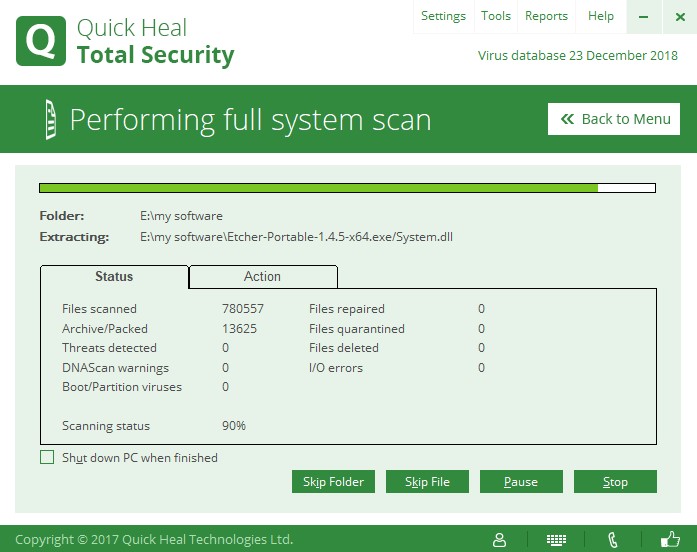 Settings Tools Reports Help
Q Quick Heal
Total Security
Virus database 23 December 2018
Performing full system scan
Back to Menu
Folder: E:\my software
Extracting: E:\my software\Etcher-Portable-1.4.5-x64.exe/System.dll
Status Action
Files scanned 780557 Files repaired 0
Archive/Packed 13625 Files quarantined 0
Threats detected 0 Files deleted 0
DNAScan warnings 0 I/O errors 0
Boot/Partition viruses 0
Scanning status 90%
Shut down PC when finished
Skip Folder Skip File Pause Stop
Copyright © 2017 Quick Heal Technologies Ltd.